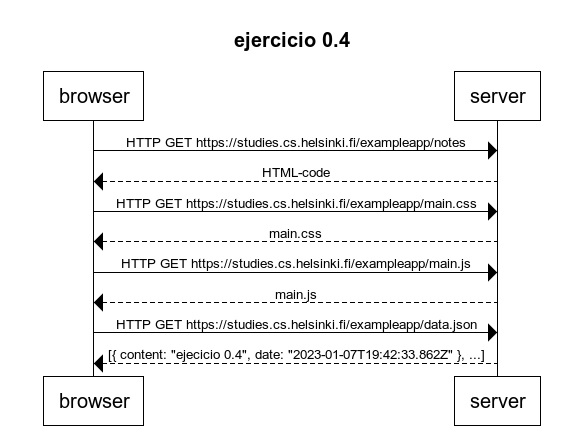 ejercicio 0.4
browser
server
HTTP GET https://studies.cs.helsinki.fi/exampleapp/notes
HTML-code
HTTP GET https://studies.cs.helsinki.fi/exampleapp/main.css
main.css
HTTP GET https://studies.cs.helsinki.fi/exampleapp/main.js
main.js
HTTP GET https://studies.cs.helsinki.fi/exampleapp/data.json
[{ content: "ejecicio 0.4", date: "2023-01-07T19:42:33.862Z" }, ...]
browser
server